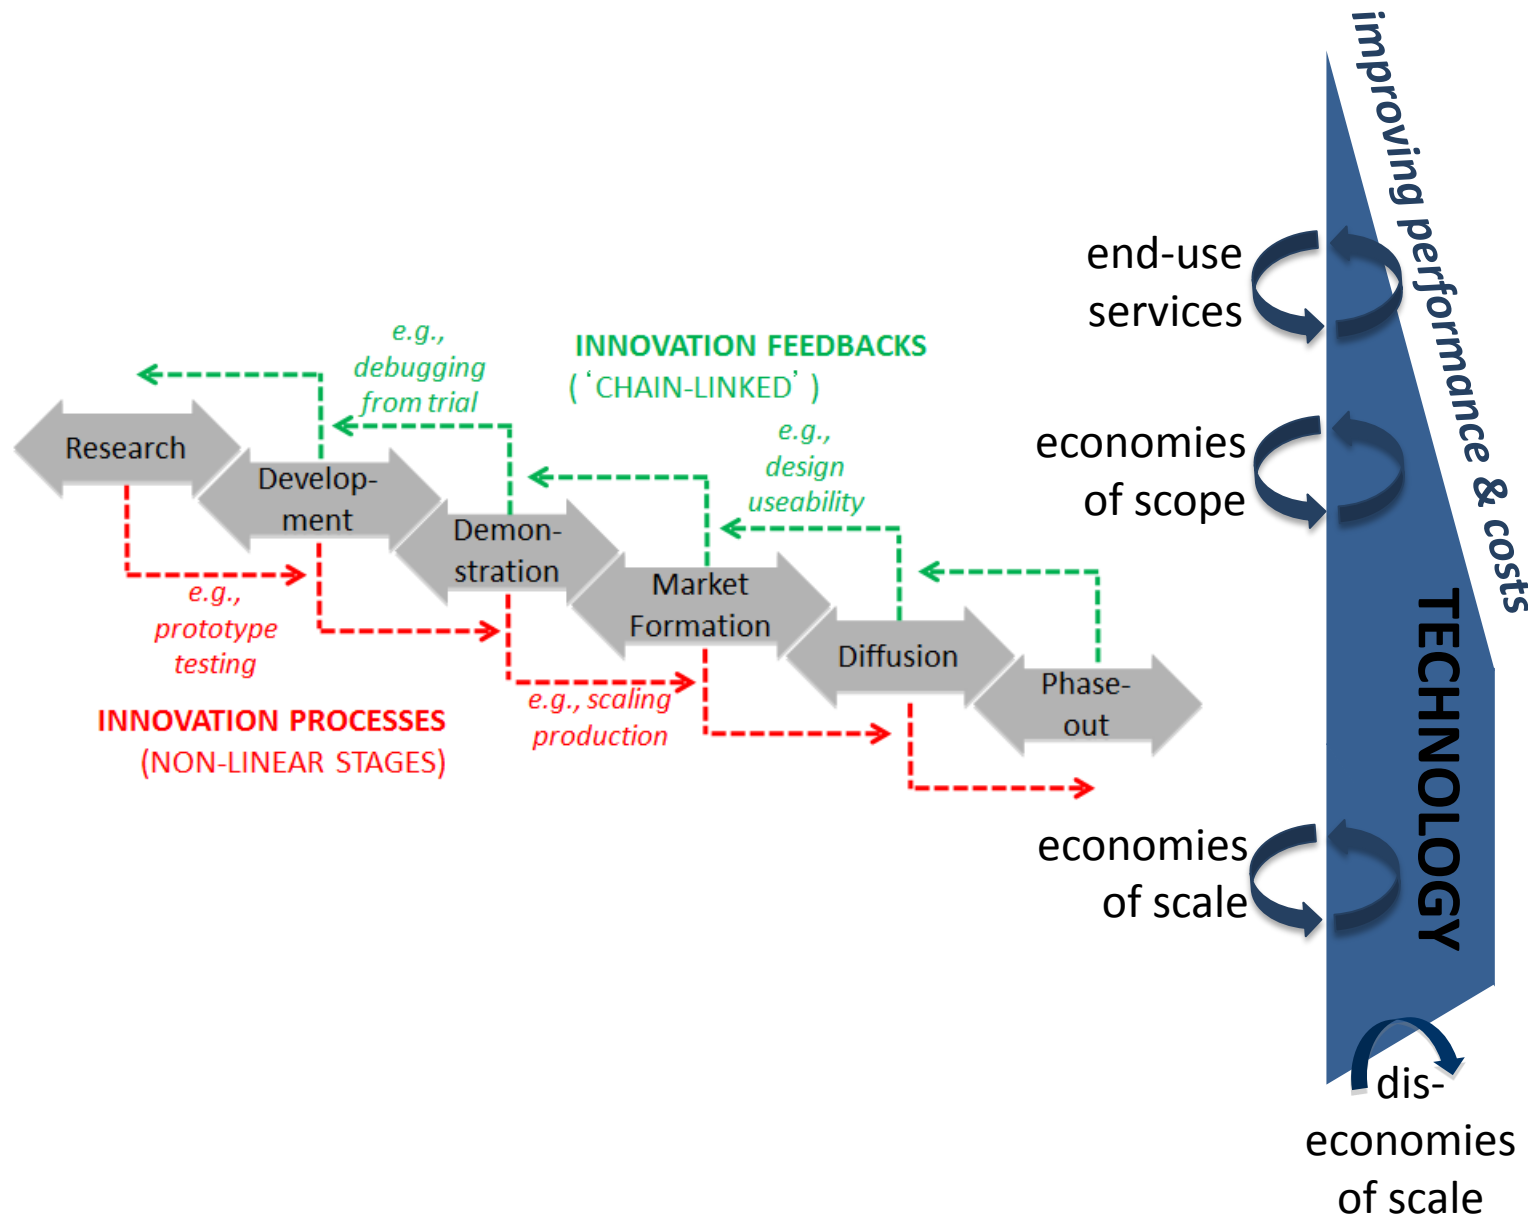 improving performance & costs
end-use
services
e.g.,
debugging
from trial
INNOVATION FEEDBACKS
(‘CHAIN-LINKED’ )
e.g.,
design
useability
economies
of scope
Research
Develop-
ment
Demon-
stration
Market
Formation
Diffusion
Phase-
out
e.g.,
prototype
testing
e.g., scaling
production
INNOVATION PROCESSES
(NON-LINEAR STAGES)
TECHNOLOGY
economies
of scale
dis-
economies
of scale